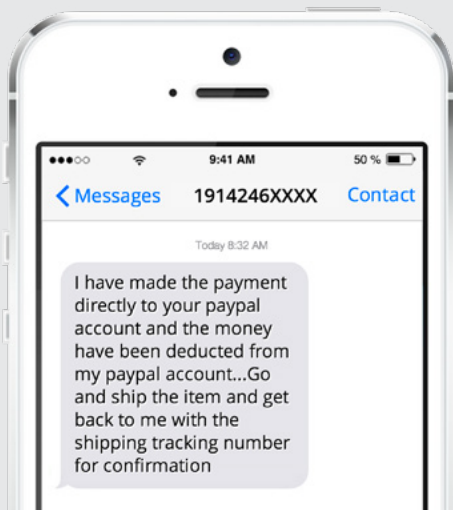 9:41 AM 50 %
Messages 1914246XXXX Contact
Today 8:32 AM
I have made the payment
directly to your paypal
account and the money
have been deducted from
my paypal account...Go
and ship the item and get
back to me with the
shipping tracking number
for confirmation